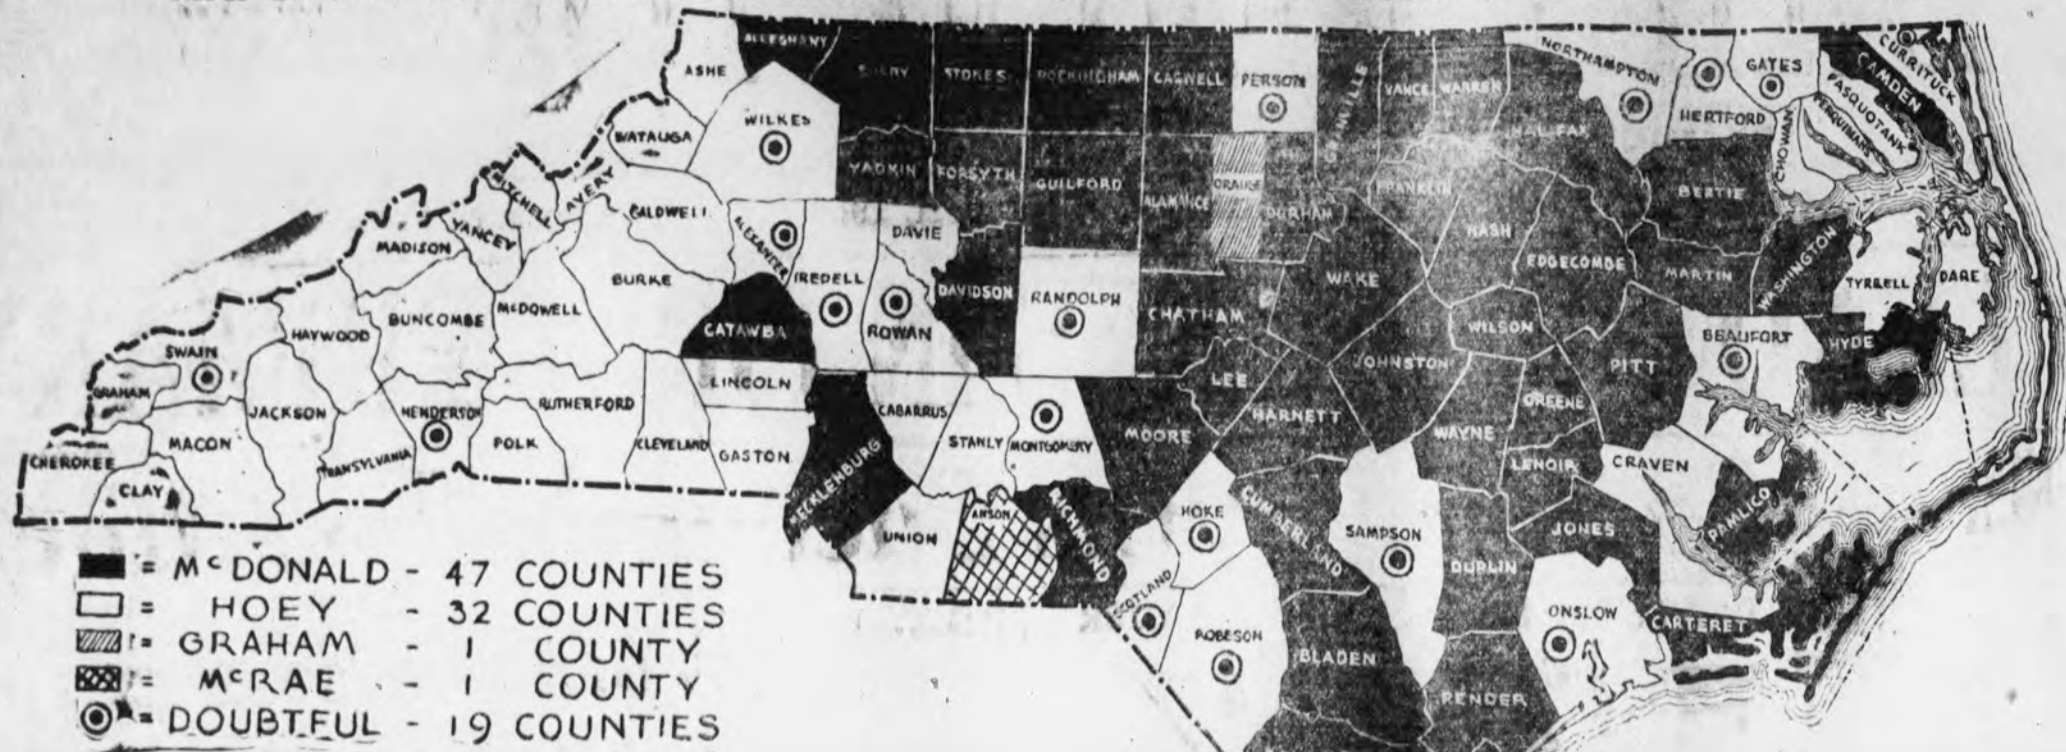 ALLEGHANY
ASHE
SURRY
STOKES
ROCKINGHAM
CASWELL
PERSON
GRANVILLE
VANCE
WARREN
NORTHAMPTON
HERTFORD
GATES
CURRITUCK
CAMDEN
PASQUOTANK
PERQUIMANS
CHOWAN
WATAUGA
WILKES
YADKIN
FORSYTH
GUILFORD
ALAMANCE
ORANGE
DURHAM
FRANKLIN
HALIFAX
BERTIE
MITCHELL
AVERY
CALDWELL
ALEXANDER
IREDELL
DAVIE
NASH
EDGECOMBE
MARTIN
WASHINGTON
TYRRELL
DARE
MADISON
YANCEY
BURKE
CATAWBA
ROWAN
DAVIDSON
RANDOLPH
CHATHAM
WAKE
WILSON
PITT
BEAUFORT
HYDE
HAYWOOD
BUNCOMBE
McDOWELL
SWAIN
GRAHAM
JACKSON
HENDERSON
POLK
RUTHERFORD
CLEVELAND
LINCOLN
GASTON
CABARRUS
STANLY
MONTGOMERY
MOORE
LEE
HARNETT
JOHNSTON
WAYNE
GREENE
LENOIR
CRAVEN
PAMLICO
CHEROKEE
MACON
CLAY
TRANSYLVANIA
MECKLENBURG
UNION
ANSON
RICHMOND
HOKE
SCOTLAND
ROBESON
CUMBERLAND
SAMPSON
DUPLIN
JONES
ONSLOW
CARTERET
BLADEN
PENDER
= McDONALD - 47 COUNTIES
= HOEY - 32 COUNTIES
= GRAHAM - 1 COUNTY
= McRAE - 1 COUNTY
= DOUBTFUL - 19 COUNTIES